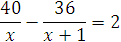 40/x − 36/(x + 1) = 2